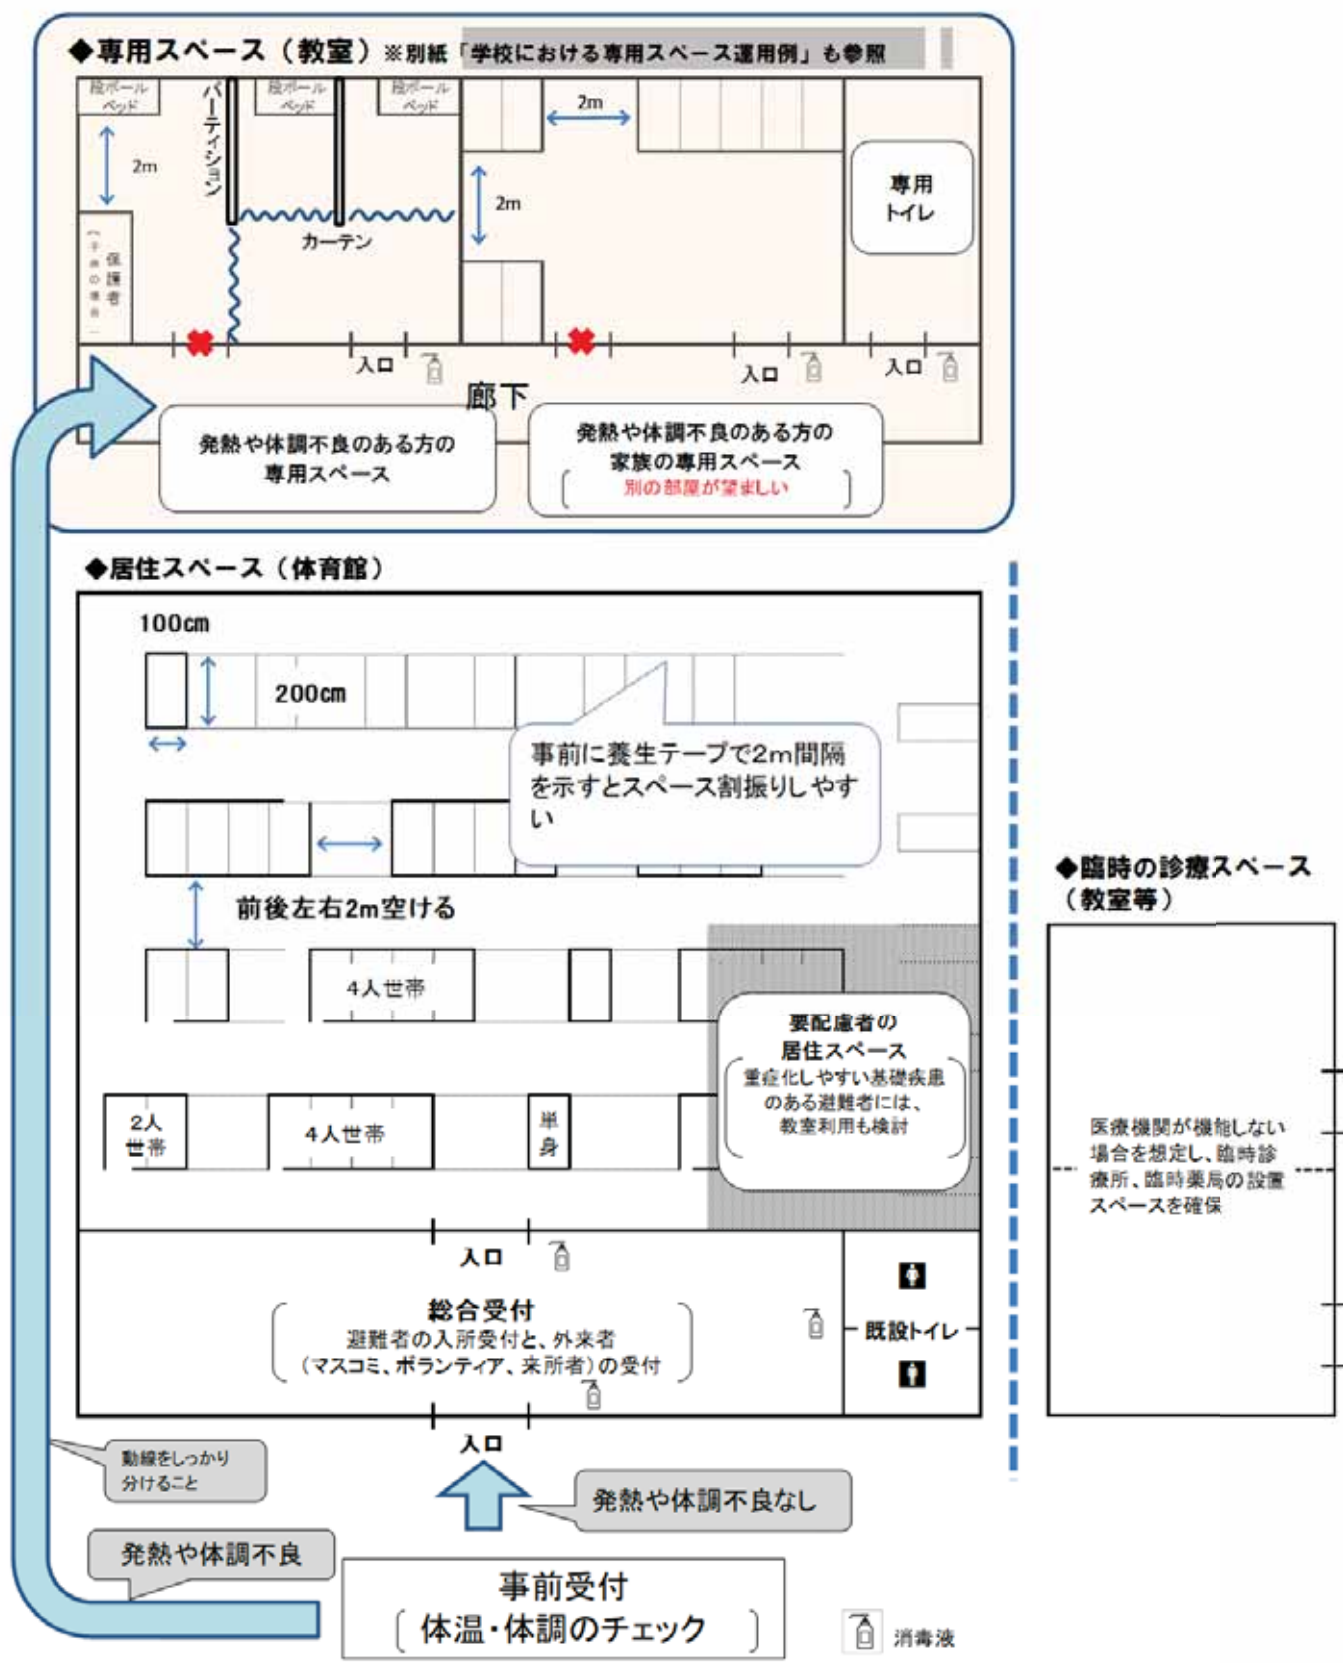 ◆専用スペース（教室）※別紙「学校における専用スペース運用例」も参照
段ボール
ベッド
パーティション
段ボール
ベッド
段ボール
ベッド
2m
2m
2m
カーテン
保護者
（子供の場合）
専用
トイレ
入口
入口
入口
廊下
発熱や体調不良のある方の
専用スペース
発熱や体調不良のある方の
家族の専用スペース
別の部屋が望ましい
◆居住スペース（体育館）
100cm
200cm
事前に養生テープで2m間隔
を示すとスペース割振りしやす
い
前後左右2m空ける
4人世帯
要配慮者の
居住スペース
重症化しやすい基礎疾患
のある避難者には、
教室利用も検討
2人
世帯
4人世帯
単
身
入口
総合受付
避難者の入所受付と、外来者
（マスコミ、ボランティア、来所者）の受付
既設トイレ
入口
◆臨時の診療スペース
（教室等）
医療機関が機能しない
場合を想定し、臨時診
療所、臨時薬局の設置
スペースを確保
動線をしっかり
分けること
発熱や体調不良なし
発熱や体調不良
事前受付
体温・体調のチェック
消毒液